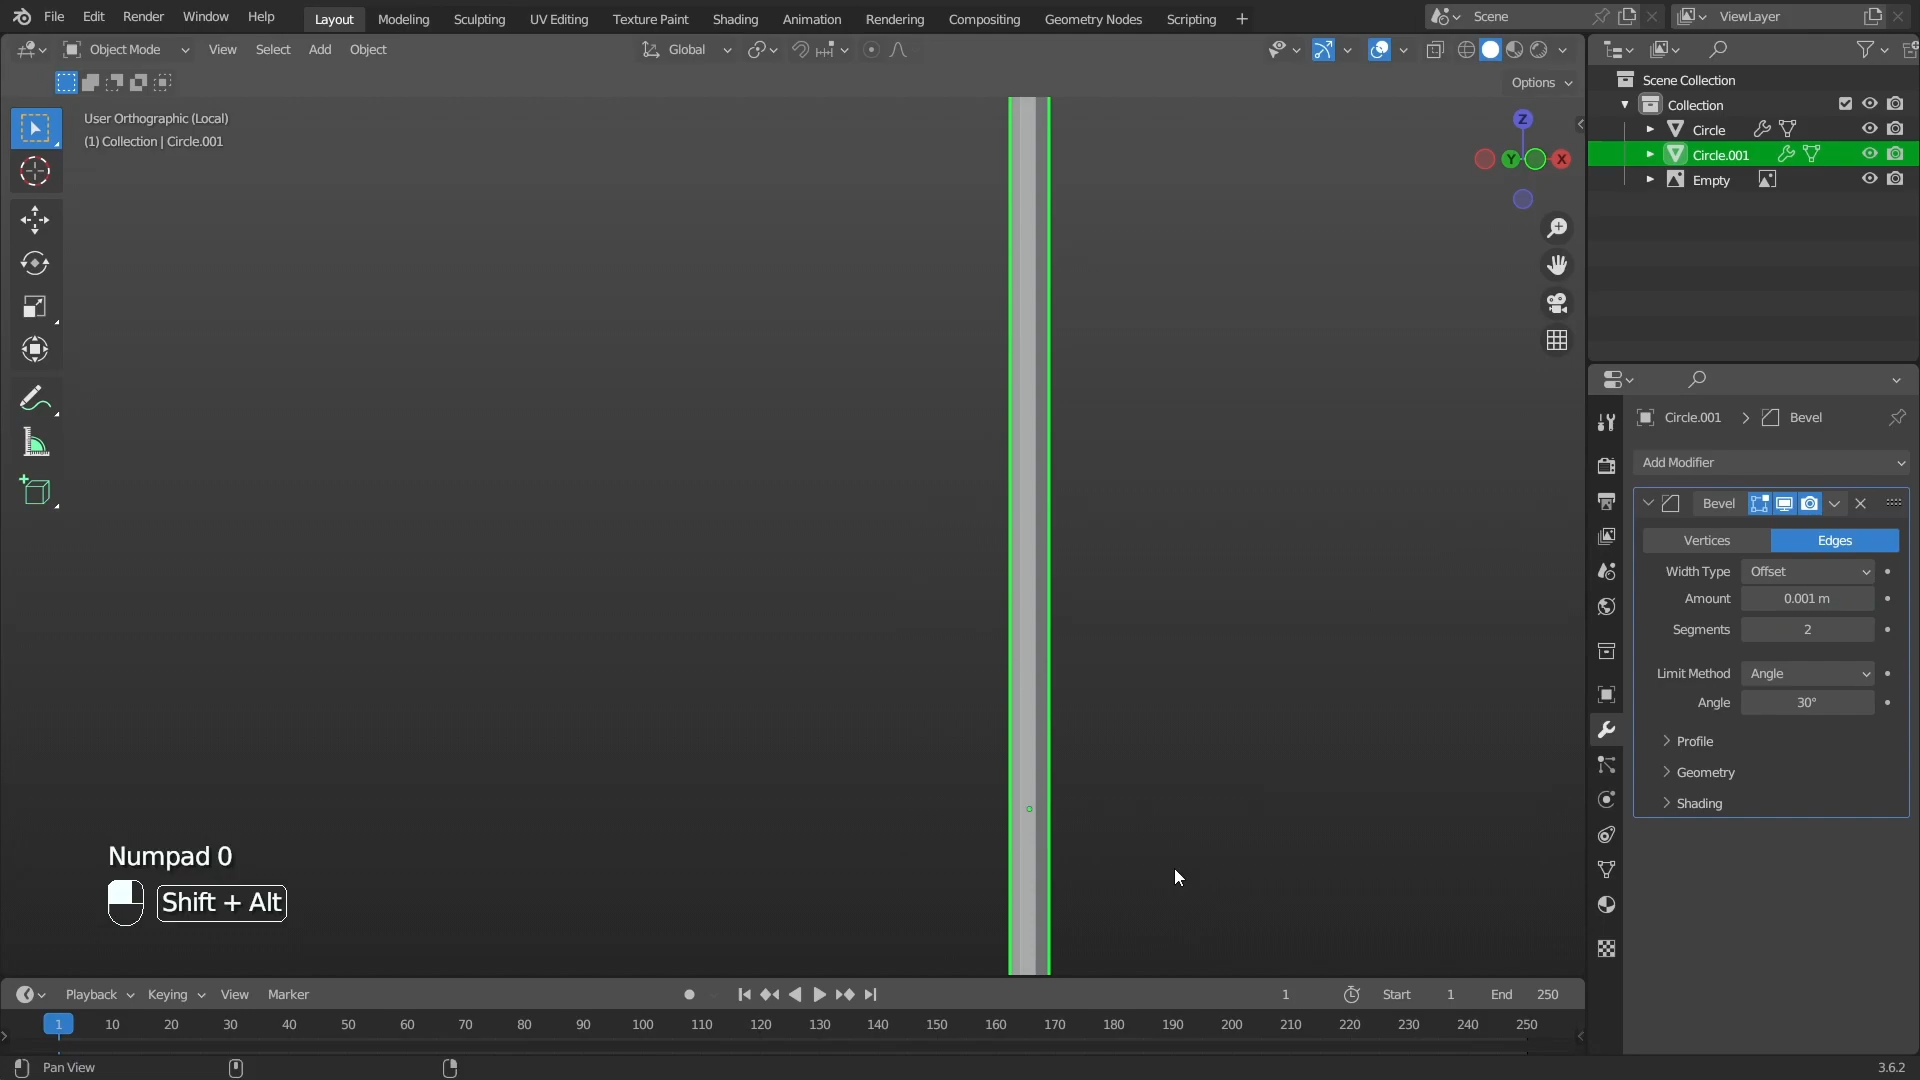 File Edit Render Window Help Layout Modeling Sculpting UV Editing Texture Paint Shading Animation Rendering Compositing Geometry Nodes Scripting + Scene ViewLayer
Object Mode View Select Add Object Global
Options
User Orthographic (Local)
(1) Collection | Circle.001
Z
Y
X
Scene Collection
Collection
Circle
Circle.001
Empty
Circle.001 > Bevel
Add Modifier
Bevel
Vertices Edges
Width Type Offset
Amount 0.001 m
Segments 2
Limit Method Angle
Angle 30°
Profile
Geometry
Shading
Numpad 0
Shift + Alt
Playback Keying View Marker 1 Start 1 End 250
1 10 20 30 40 50 60 70 80 90 100 110 120 130 140 150 160 170 180 190 200 210 220 230 240 250
Pan View 3.6.2